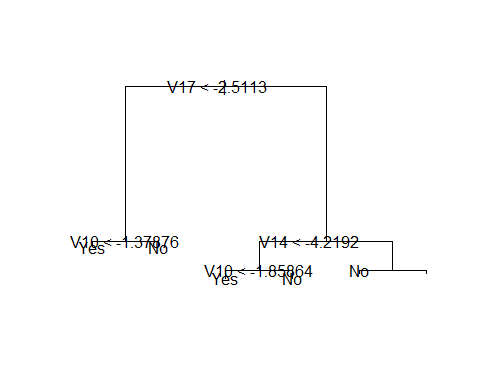 V17 < -2.5113
V10 < -1.37876
V14 < -4.2192
Yes
No
V10 < -1.85864
No
Yes
No